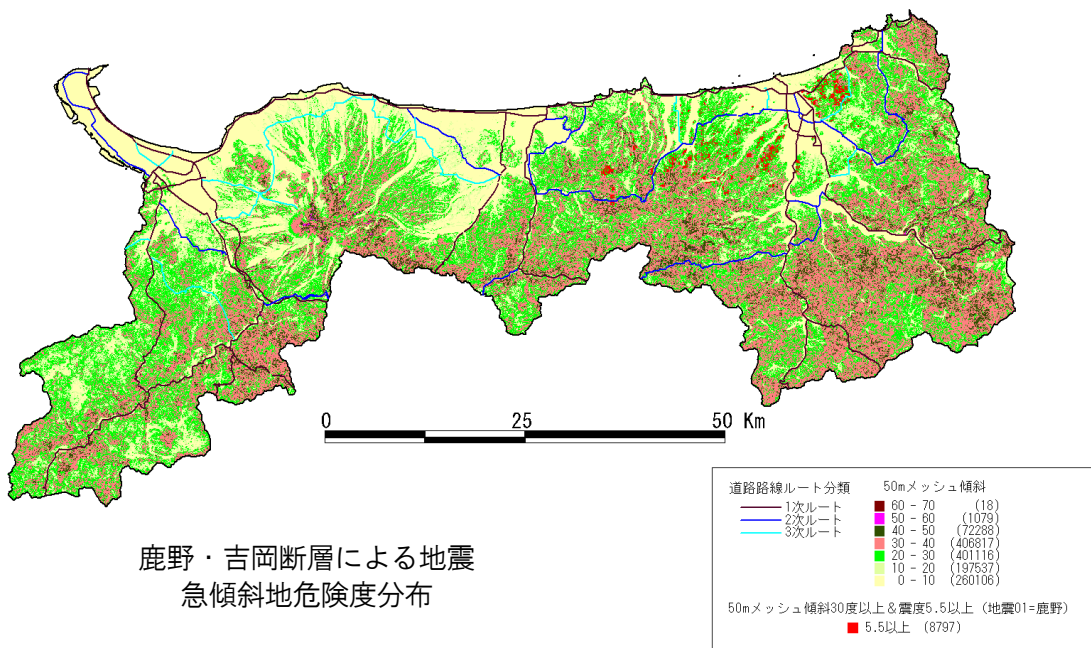 0 25 50 Km
鹿野・吉岡断層による地震
急傾斜地危険度分布
道路路線ルート分類
1次ルート
2次ルート
3次ルート
50mメッシュ傾斜
60 - 70 (18)
50 - 60 (1079)
40 - 50 (72288)
30 - 40 (406817)
20 - 30 (401116)
10 - 20 (197537)
0 - 10 (260106)
50mメッシュ傾斜30度以上＆震度5.5以上 (地震01=鹿野)
5.5以上 (8797)